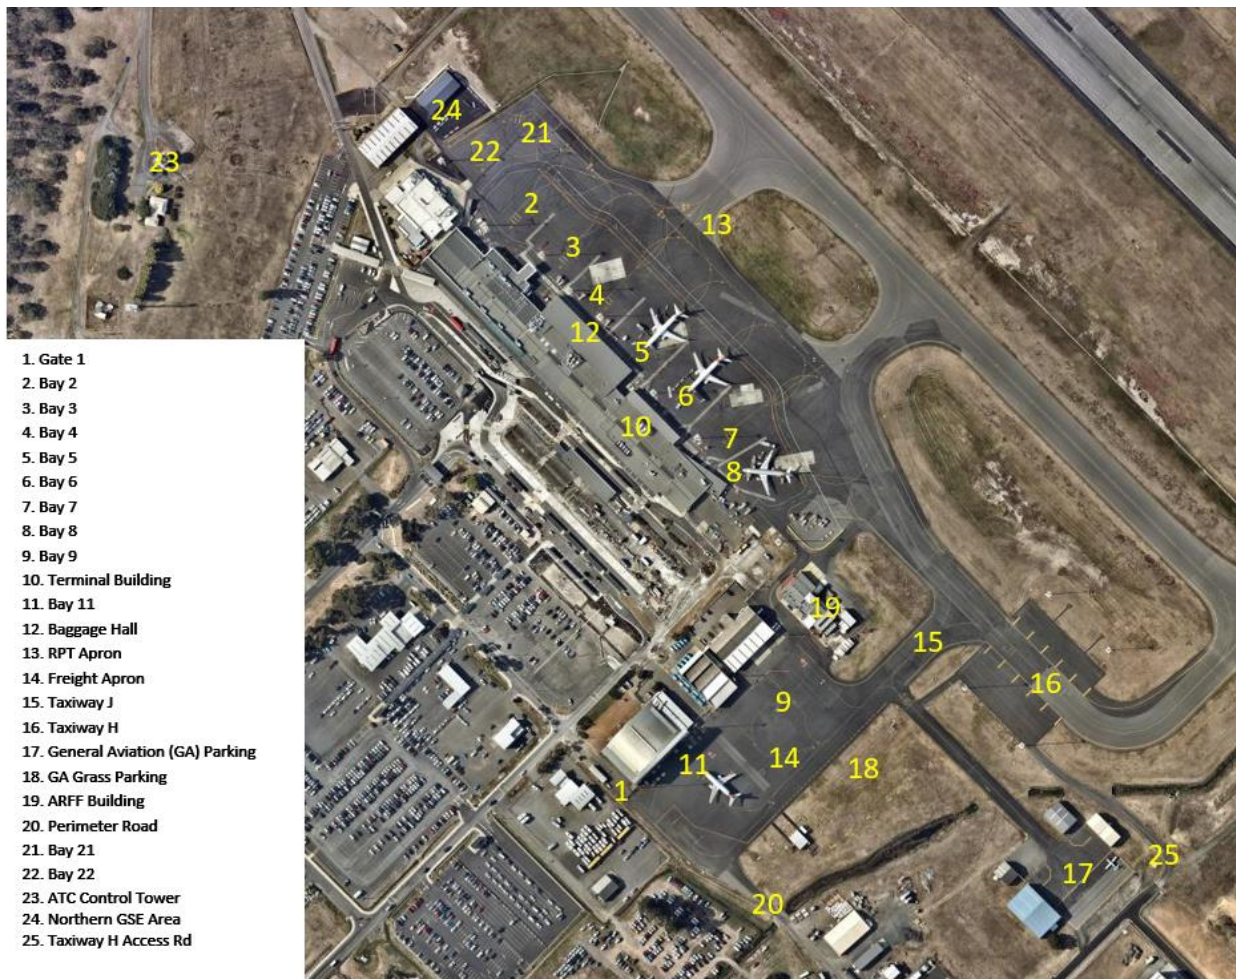 24
21
22
23
2
13
3
4
12
5
6
10
7
8
19
15
16
9
11
14
18
1
25
17
20
1. Gate 1
2. Bay 2
3. Bay 3
4. Bay 4
5. Bay 5
6. Bay 6
7. Bay 7
8. Bay 8
9. Bay 9
10. Terminal Building
11. Bay 11
12. Baggage Hall
13. RPT Apron
14. Freight Apron
15. Taxiway J
16. Taxiway H
17. General Aviation (GA) Parking
18. GA Grass Parking
19. ARFF Building
20. Perimeter Road
21. Bay 21
22. Bay 22
23. ATC Control Tower
24. Northern GSE Area
25. Taxiway H Access Rd